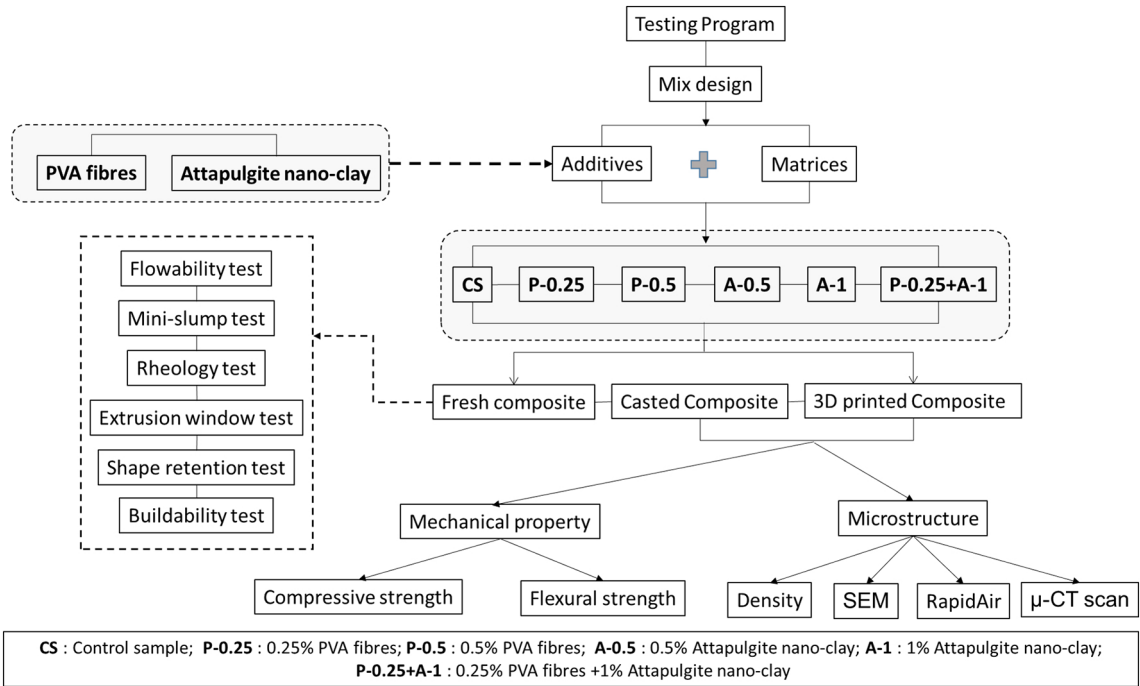 Testing Program
Mix design
PVA fibres
Attapulgite nano-clay
Additives
Matrices
CS
P-0.25
P-0.5
A-0.5
A-1
P-0.25+A-1
Flowability test
Mini-slump test
Rheology test
Extrusion window test
Shape retention test
Buildability test
Fresh composite
Casted Composite
3D printed Composite
Mechanical property
Microstructure
Compressive strength
Flexural strength
Density
SEM
RapidAir
μ-CT scan
CS : Control sample; P-0.25 : 0.25% PVA fibres; P-0.5 : 0.5% PVA fibres; A-0.5 : 0.5% Attapulgite nano-clay; A-1 : 1% Attapulgite nano-clay;
P-0.25+A-1 : 0.25% PVA fibres +1% Attapulgite nano-clay